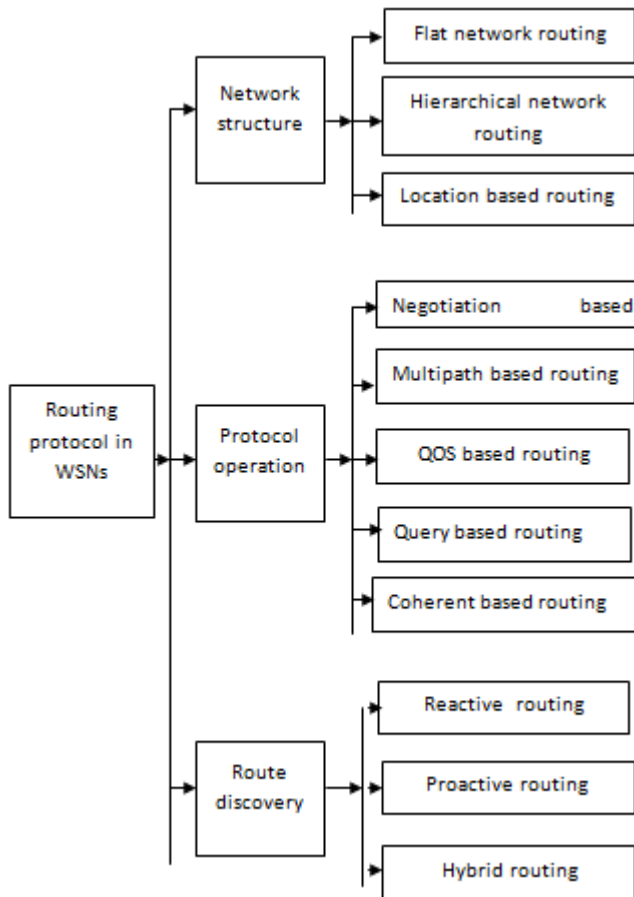 Routing
protocol in
WSNs
Network
structure
Flat network routing
Hierarchical network
routing
Location based routing
Protocol
operation
Negotiation based
Multipath based routing
QOS based routing
Query based routing
Coherent based routing
Route
discovery
Reactive routing
Proactive routing
Hybrid routing